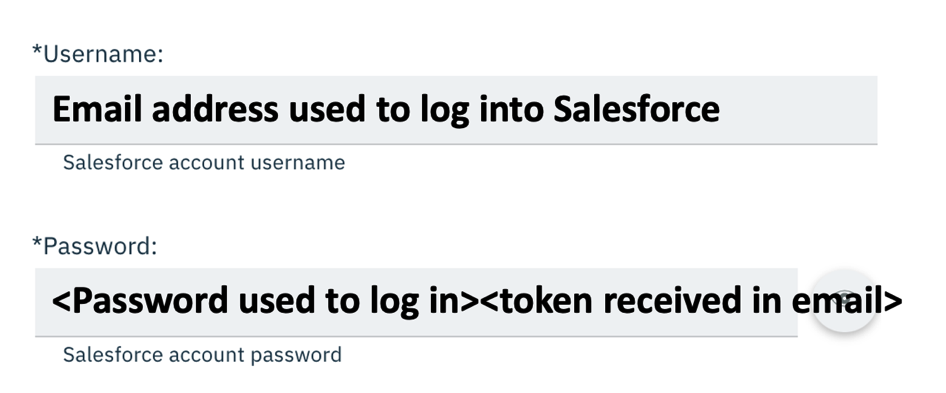 *Username:
Email address used to log into Salesforce
Salesforce account username
*Password:
<Password used to log in><token received in email>
Salesforce account password